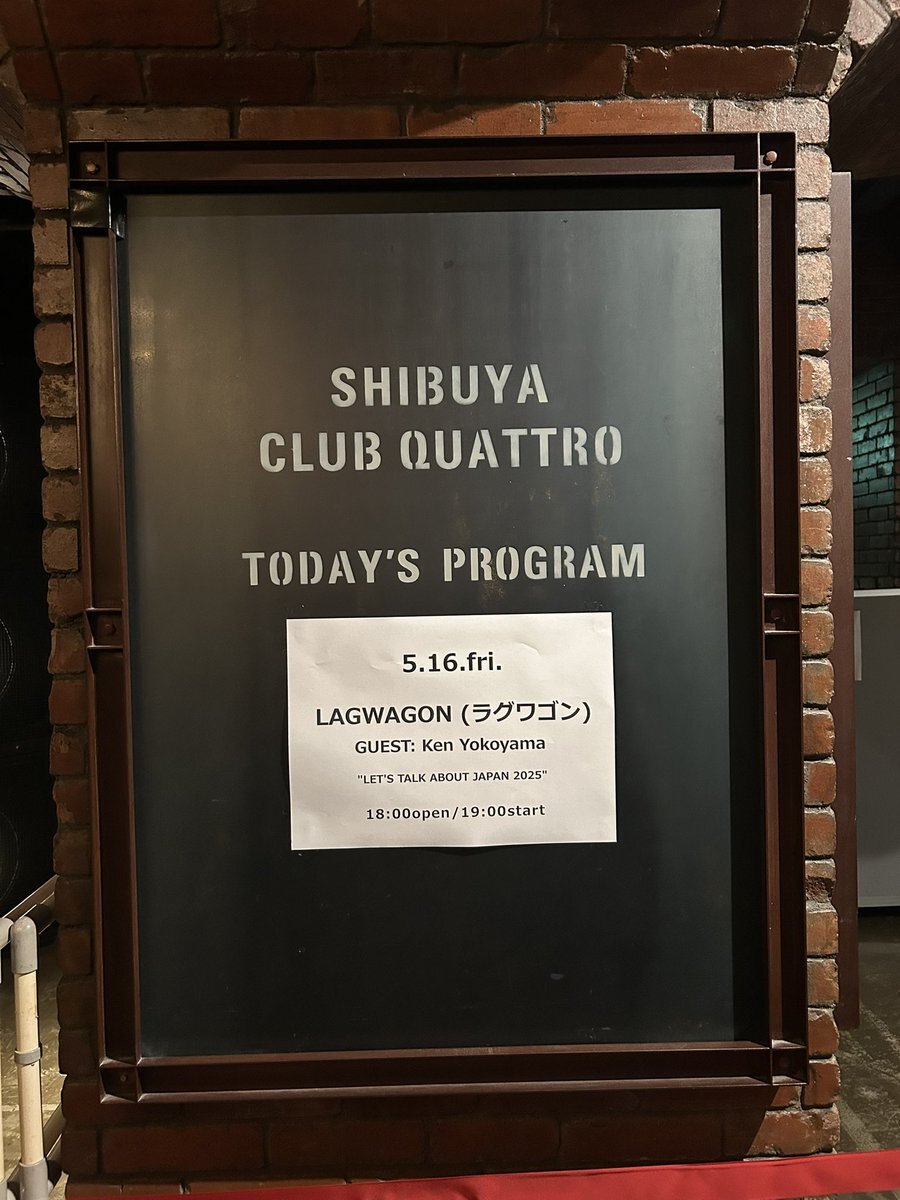 SHIBUYA
CLUB QUATTRO
TODAY'S PROGRAM
5.16.fri.
LAGWAGON (ラグワゴン)
GUEST: Ken Yokoyama
"LET'S TALK ABOUT JAPAN 2025"
18:00open/19:00start